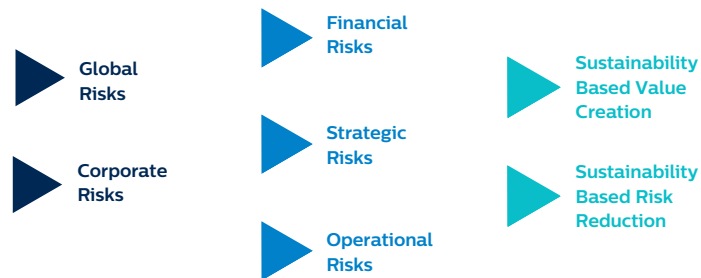 Global
Risks
Corporate
Risks
Financial
Risks
Strategic
Risks
Operational
Risks
Sustainability
Based Value
Creation
Sustainability
Based Risk
Reduction